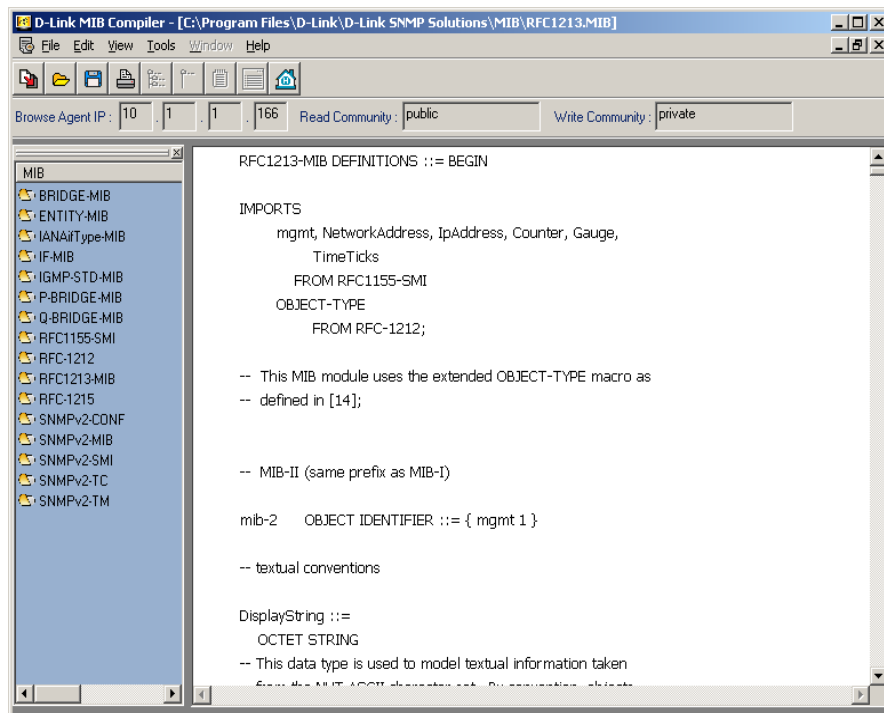 D-Link MIB Compiler - [C:\Program Files\D-Link\D-Link SNMP Solutions\MIB\RFC1213.MIB]
File Edit View Tools Window Help
Browse Agent IP : 10 . 1 . 1 . 166 Read Community : public Write Community : private
MIB
BRIDGE-MIB
ENTITY-MIB
IANAifType-MIB
IF-MIB
IGMP-STD-MIB
P-BRIDGE-MIB
Q-BRIDGE-MIB
RFC1155-SMI
RFC-1212
RFC1213-MIB
RFC-1215
SNMPv2-CONF
SNMPv2-MIB
SNMPv2-SMI
SNMPv2-TC
SNMPv2-TM
RFC1213-MIB DEFINITIONS ::= BEGIN
IMPORTS
mgmt, NetworkAddress, IpAddress, Counter, Gauge,
TimeTicks
FROM RFC1155-SMI
OBJECT-TYPE
FROM RFC-1212;
-- This MIB module uses the extended OBJECT-TYPE macro as
-- defined in [14];
-- MIB-II (same prefix as MIB-I)
mib-2 OBJECT IDENTIFIER ::= { mgmt 1 }
-- textual conventions
DisplayString ::=
OCTET STRING
-- This data type is used to model textual information taken